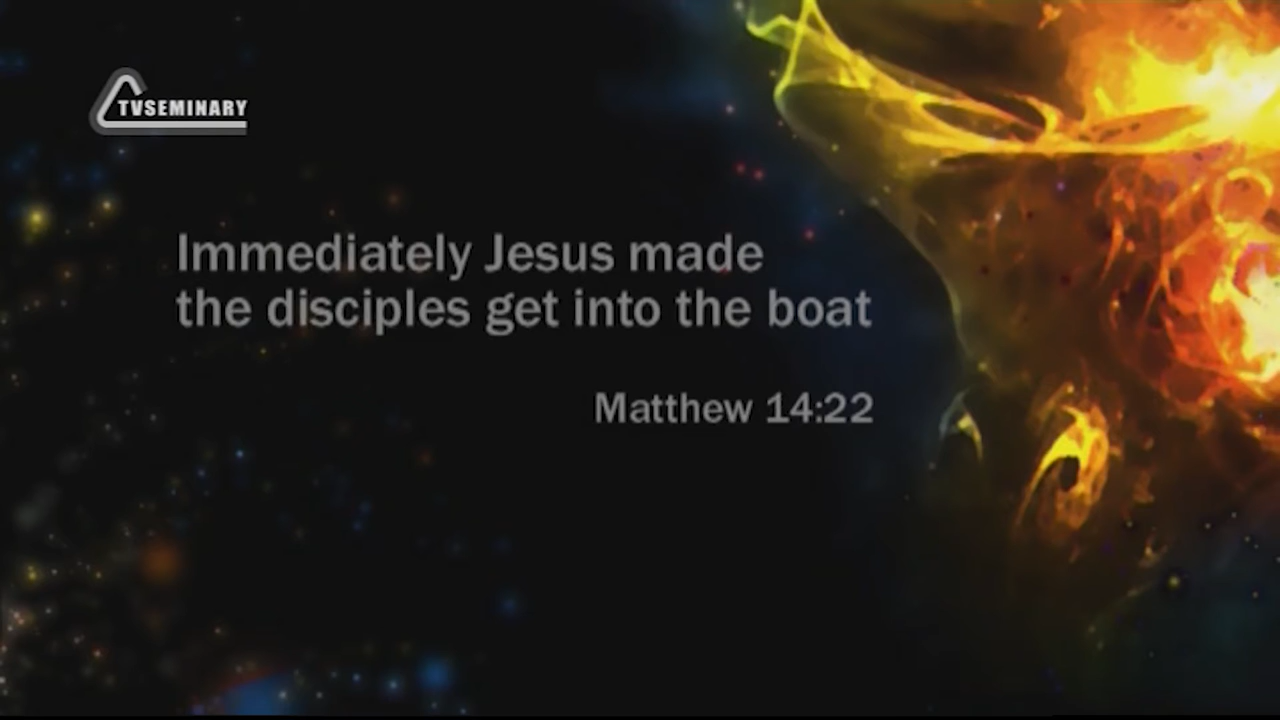 TVSEMINARY
Immediately Jesus made
the disciples get into the boat
Matthew 14:22